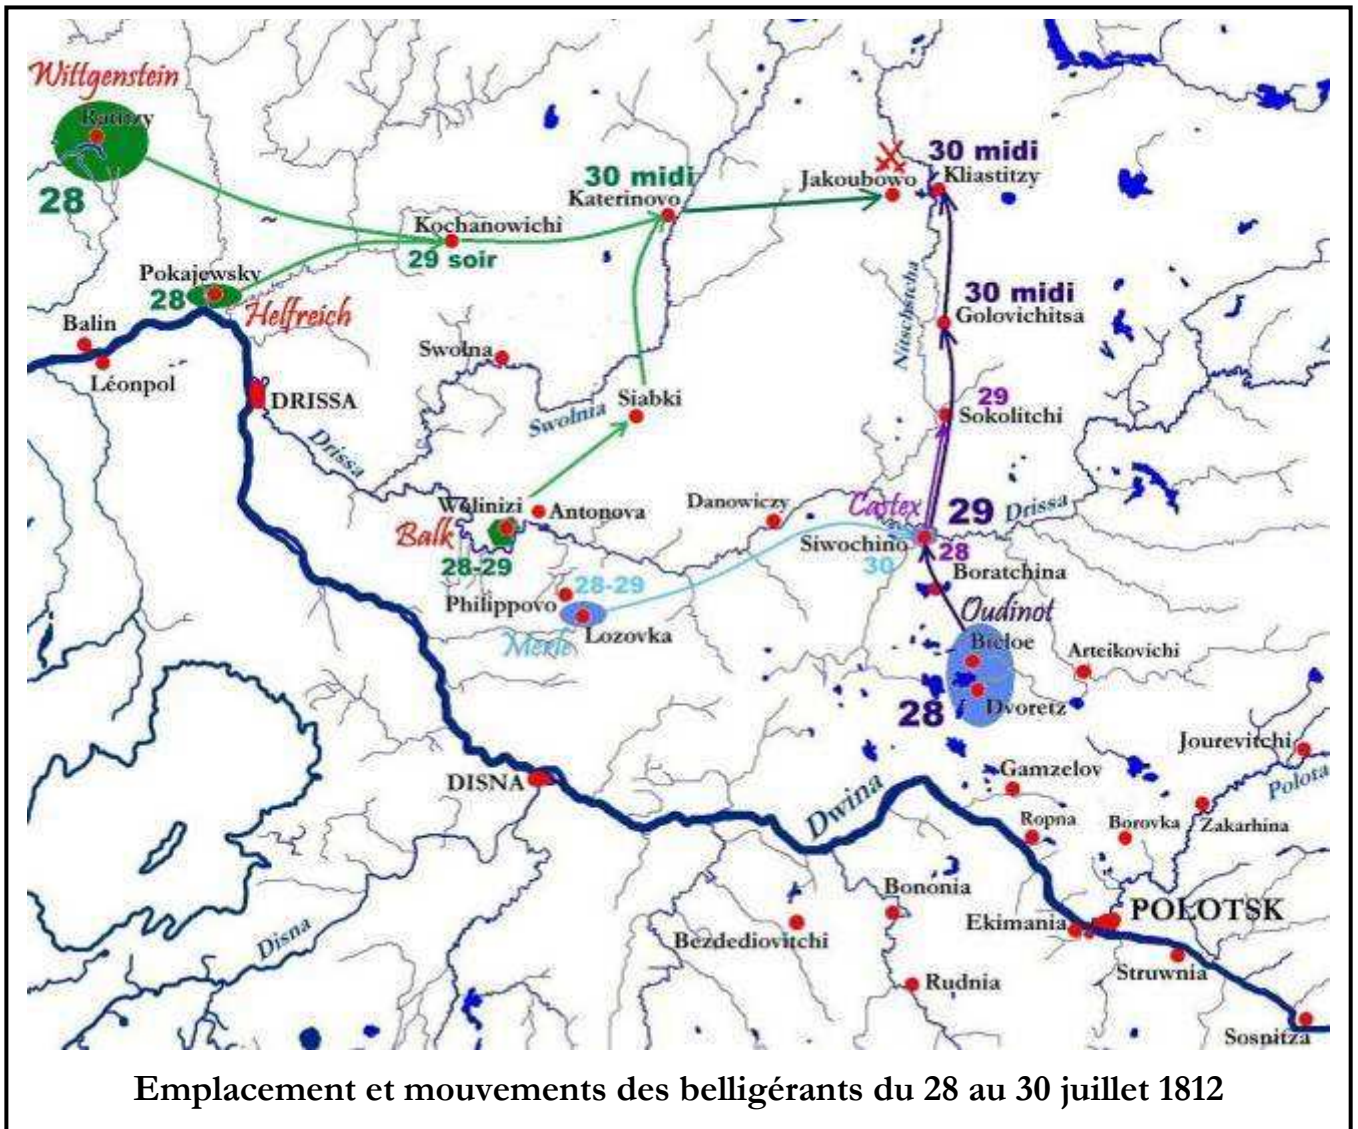 Wittgenstein
Ratitzy
28
30 midi
Kliastitzy
30 midi
Katerinovo
Jakoubowo
Kochanowichi
29 soir
Pokajewsky
28
Helfreich
Balin
Léonpol
30 midi
Golovichitsa
Nitschtcha
Swolna
DRISSA
Siabki
Swolnia
29
Sokolitchi
Drissa
Wolinizi
Antonova
Balk
28-29
Danowiczy
Castex
29
Drissa
Siwochino
28
30
Boratchina
Philippovo
28-29
Lozovka
Merle
Oudinot
Bieloe
Arteikovichi
Dvoretz
28
DISNA
Dwina
Gamzelov
Jourevitchi
Polota
Ropna
Borovka
Zakarhina
Bononia
Ekimania
POLOTSK
Disna
Bezdediovitchi
Rudnia
Struwnia
Sosnitza
Emplacement et mouvements des belligérants du 28 au 30 juillet 1812